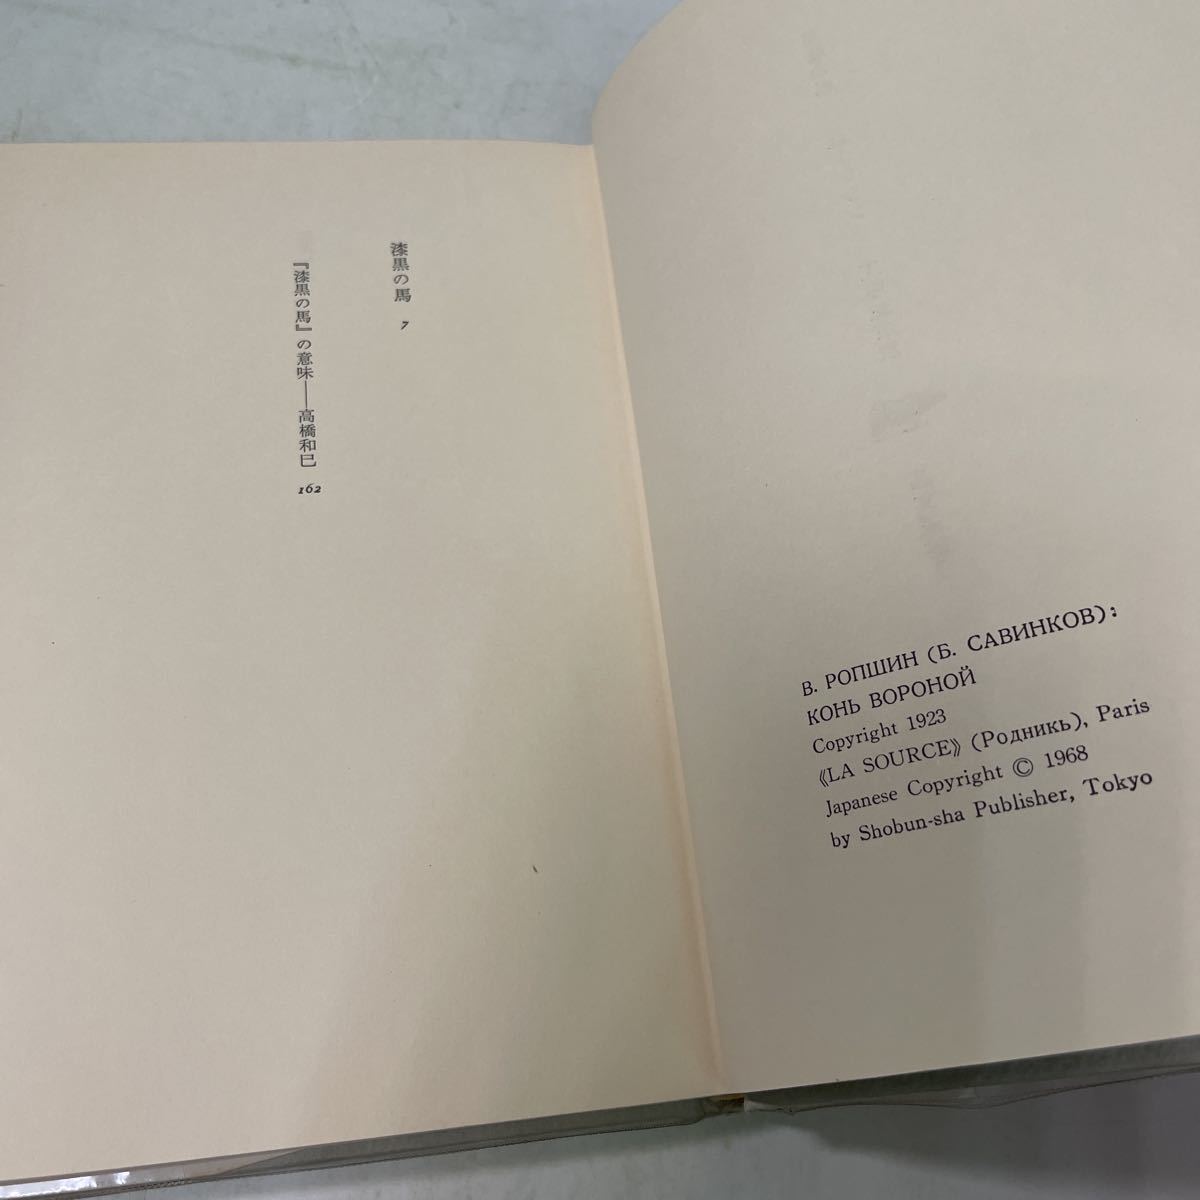 В. РОПШИН (Б. САВИНКОВ):
КОНЬ ВОРОНОЙ
Copyright 1923
《LA SOURCE》 (Родникъ), Paris
Japanese Copyright © 1968
by Shobun-sha Publisher, Tokyo
漆黒の馬 7
『漆黒の馬』の意味――高橋和巳 162